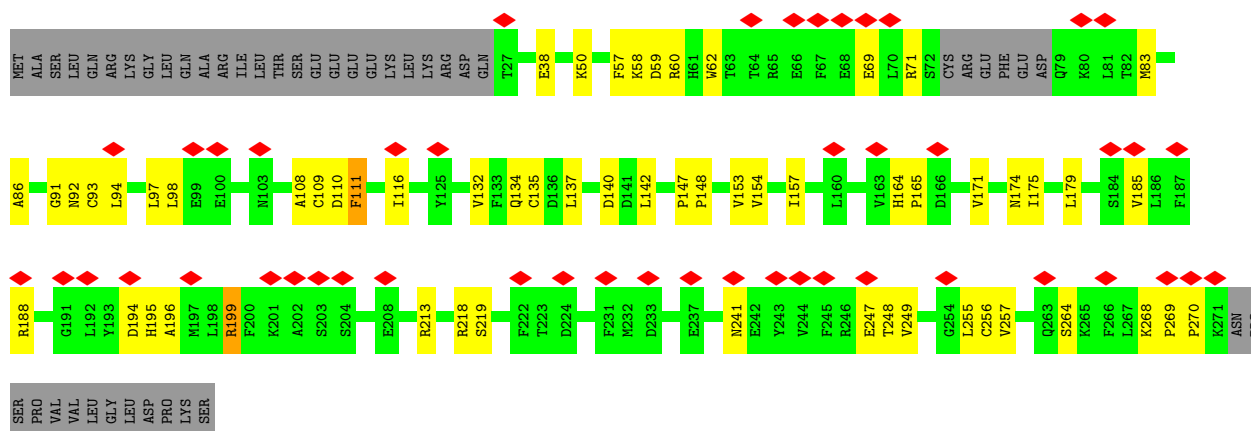 MET ALA SER LEU GLN ARG LYS GLY LEU GLN ALA ARG ILE LEU THR SER GLU GLU GLU GLU LYS LEU LYS ARG ASP GLN T27 E38 K50 F57 K58 D59 R60 H61 W62 T63 T64 R65 E66 F67 E68 E69 L70 R71 S72 CYS ARG GLU PHE GLU ASP Q79 K80 L81 T82 M83
A86 G91 N92 C93 L94 L97 L98 E99 E100 N103 A108 C109 D110 F111 I116 Y125 V132 F133 Q134 C135 D136 L137 D140 D141 L142 P147 P148 V153 V154 I157 L160 V163 H164 P165 D166 V171 N174 I175 L179 S184 V185 L186 F187
R188 G191 L192 Y193 D194 H195 A196 M197 L198 R199 F200 K201 A202 S203 S204 E208 R213 R218 S219 F222 T223 D224 F231 M232 D233 E237 N241 E242 Y243 V244 F245 R246 E247 T248 V249 G254 L255 C256 V257 Q263 S264 K265 F266 L267 K268 P269 P270 K271 ASN
SER PRO VAL VAL LEU GLY LEU ASP PRO LYS SER